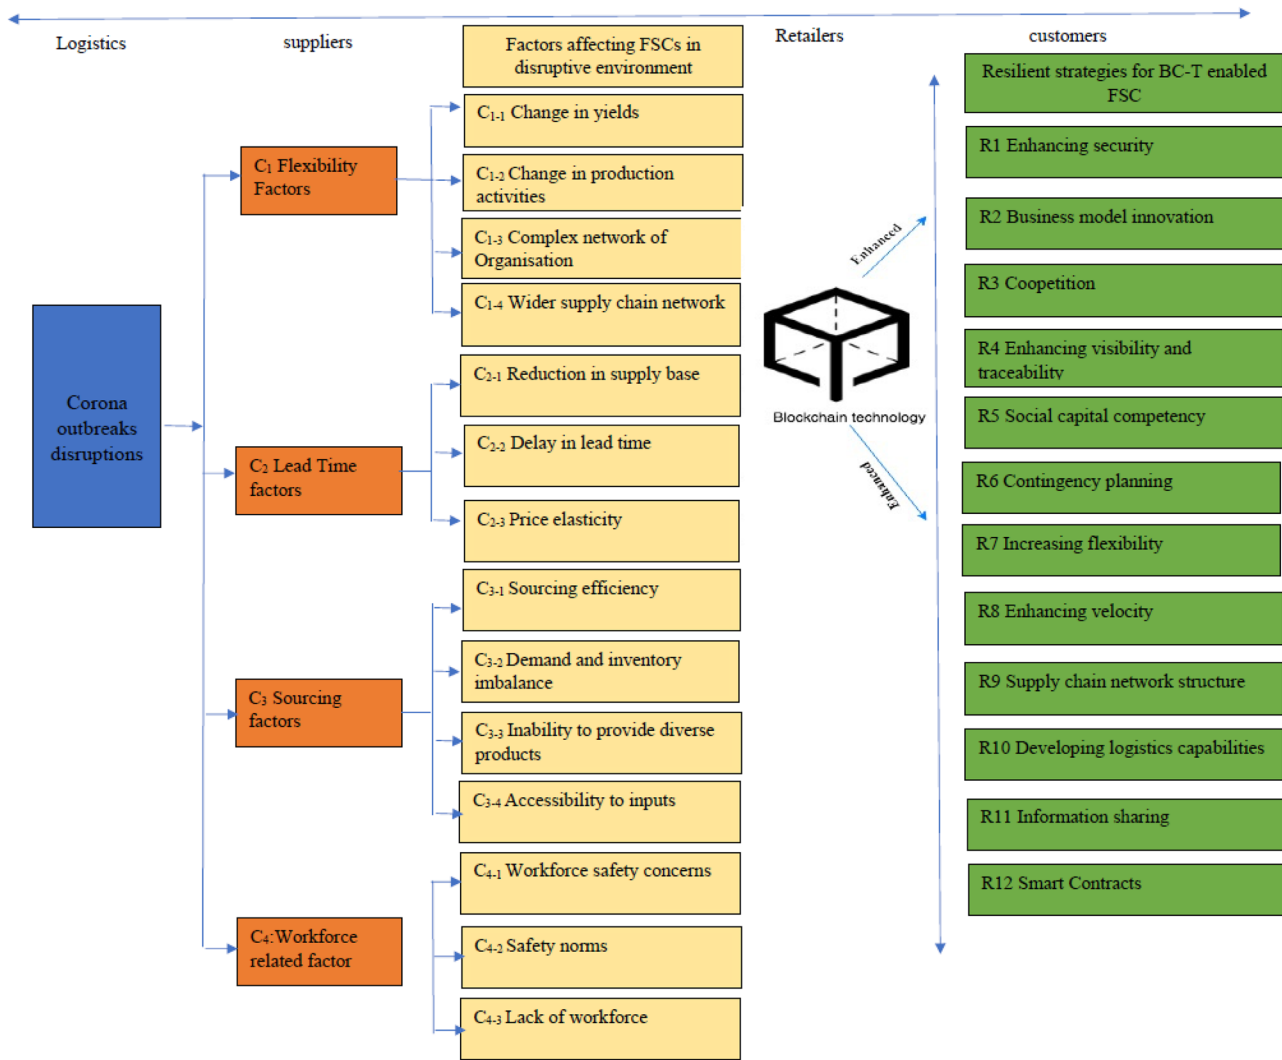 Logistics
suppliers
Retailers
customers
Corona
outbreaks
disruptions
C₁ Flexibility
Factors
C₂ Lead Time
factors
C₃ Sourcing
factors
C₄:Workforce
related factor
Factors affecting FSCs in
disruptive environment
C₁₋₁ Change in yields
C₁₋₂ Change in production
activities
C₁₋₃ Complex network of
Organisation
C₁₋₄ Wider supply chain network
C₂₋₁ Reduction in supply base
C₂₋₂ Delay in lead time
C₂₋₃ Price elasticity
C₃₋₁ Sourcing efficiency
C₃₋₂ Demand and inventory
imbalance
C₃₋₃ Inability to provide diverse
products
C₃₋₄ Accessibility to inputs
C₄₋₁ Workforce safety concerns
C₄₋₂ Safety norms
C₄₋₃ Lack of workforce
Enhanced
Blockchain technology
Enhanced
Resilient strategies for BC-T enabled
FSC
R1 Enhancing security
R2 Business model innovation
R3 Coopetition
R4 Enhancing visibility and
traceability
R5 Social capital competency
R6 Contingency planning
R7 Increasing flexibility
R8 Enhancing velocity
R9 Supply chain network structure
R10 Developing logistics capabilities
R11 Information sharing
R12 Smart Contracts